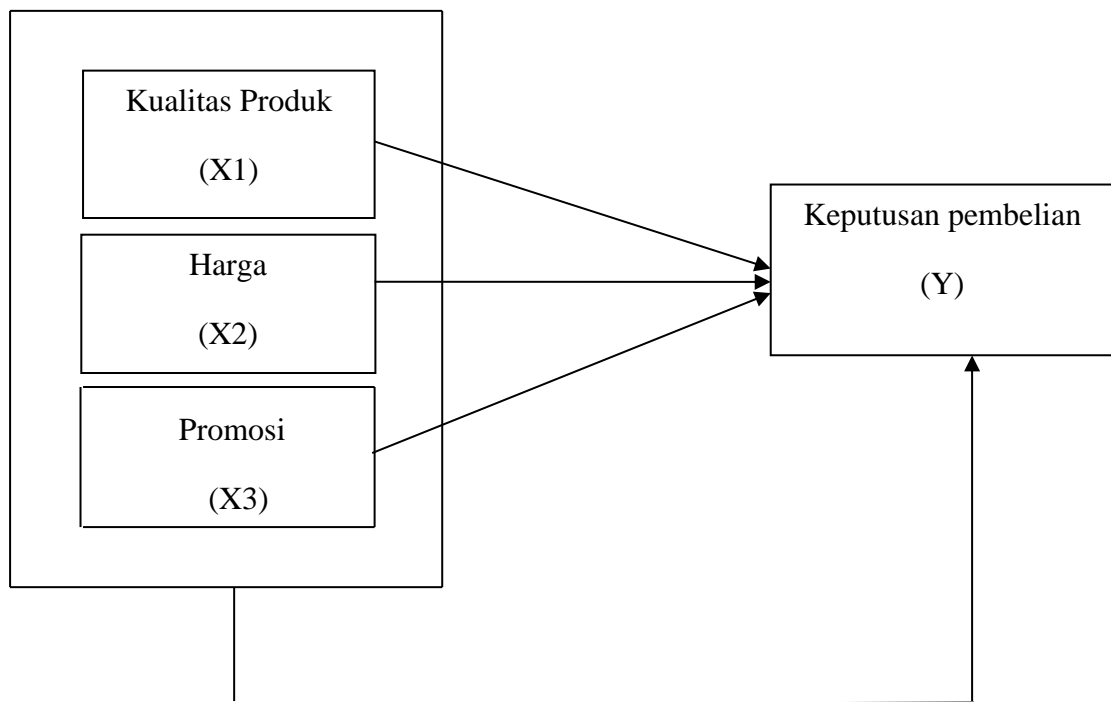 Kualitas Produk
(X1)
Harga
(X2)
Promosi
(X3)
Keputusan pembelian
(Y)